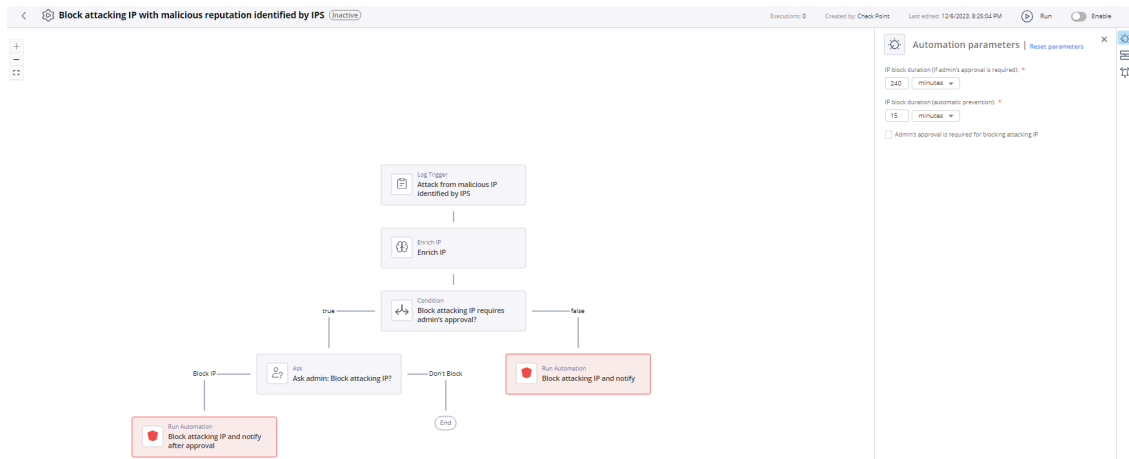 Block attacking IP with malicious reputation identified by IPS Inactive
Executions: 0 Created by: Check Point Last edited: 12/6/2023, 8:25:04 PM Run Enable
Automation parameters | Reset parameters
IP block duration (if admin's approval is required): *
240 minutes
IP block duration (automatic prevention): *
15 minutes
Admin's approval is required for blocking attacking IP
Log Trigger
Attack from malicious IP
identified by IPS
Enrich IP
Enrich IP
Condition
Block attacking IP requires
admin's approval?
true
false
Ask
Ask admin: Block attacking IP?
Run Automation
Block attacking IP and notify
Block IP
Don't Block
End
Run Automation
Block attacking IP and notify
after approval